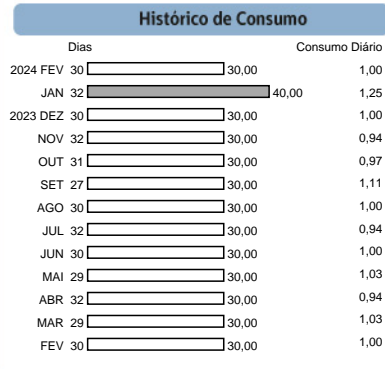 Histórico de Consumo
Dias Consumo Diário
2024 FEV 30 30,00 1,00
JAN 32 40,00 1,25
2023 DEZ 30 30,00 1,00
NOV 32 30,00 0,94
OUT 31 30,00 0,97
SET 27 30,00 1,11
AGO 30 30,00 1,00
JUL 32 30,00 0,94
JUN 30 30,00 1,00
MAI 29 30,00 1,03
ABR 32 30,00 0,94
MAR 29 30,00 1,03
FEV 30 30,00 1,00